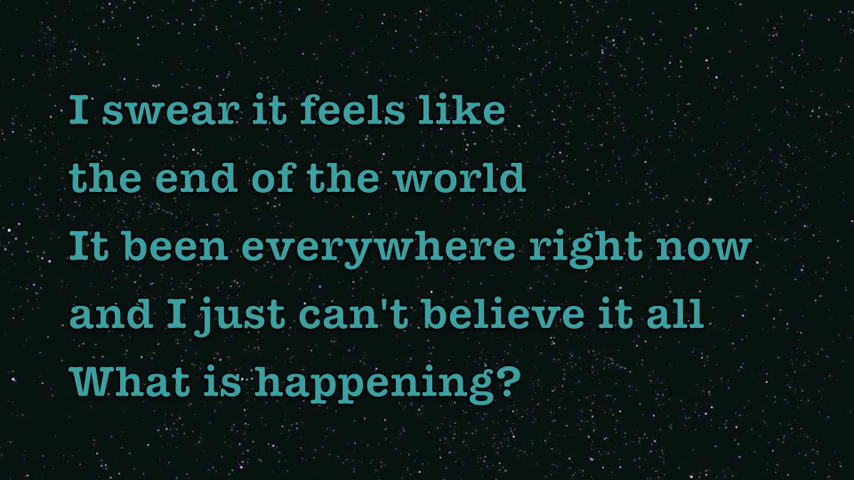 I swear it feels like
the end of the world
It been everywhere right now
and I just can't believe it all
What is happening?